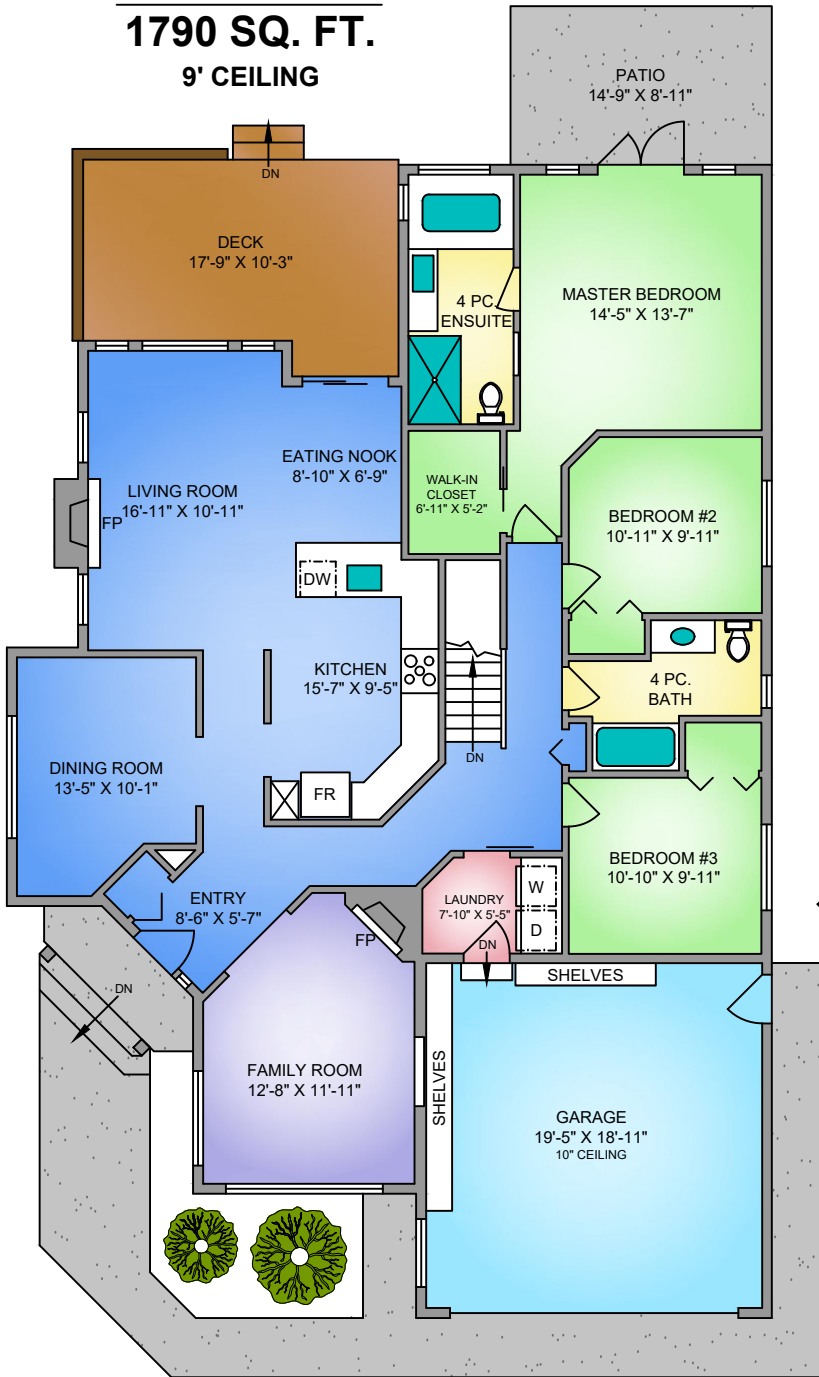 1790 SQ. FT.
9' CEILING
PATIO
14'-9" X 8'-11"
DN
DECK
17'-9" X 10'-3"
4 PC.
ENSUITE
MASTER BEDROOM
14'-5" X 13'-7"
EATING NOOK
8'-10" X 6'-9"
WALK-IN
CLOSET
6'-11" X 5'-2"
LIVING ROOM
16'-11" X 10'-11"
FP
BEDROOM #2
10'-11" X 9'-11"
DW
KITCHEN
15'-7" X 9'-5"
4 PC.
BATH
DN
DINING ROOM
13'-5" X 10'-1"
FR
BEDROOM #3
10'-10" X 9'-11"
ENTRY
8'-6" X 5'-7"
LAUNDRY
7'-10" X 5'-5"
W
D
FP
DN
SHELVES
DN
SHELVES
FAMILY ROOM
12'-8" X 11'-11"
GARAGE
19'-5" X 18'-11"
10" CEILING